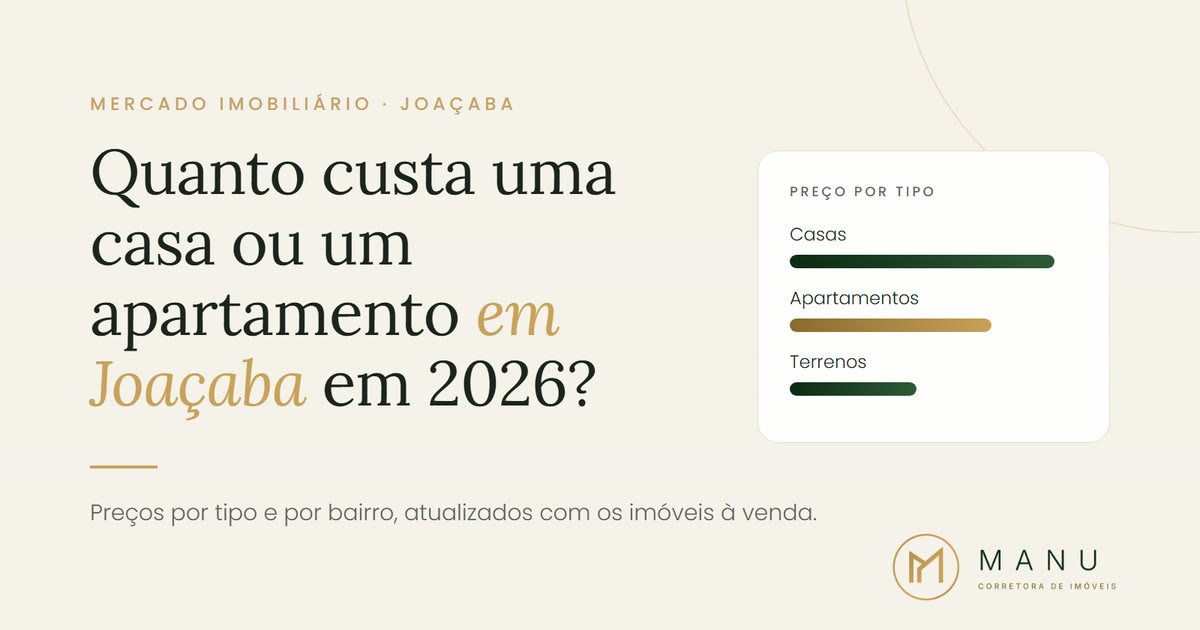 MERCADO IMOBILIÁRIO · JOAÇABA
Quanto custa uma
casa ou um
apartamento em
Joaçaba em 2026?
Preços por tipo e por bairro, atualizados com os imóveis à venda.
PREÇO POR TIPO
Casas
Apartamentos
Terrenos
MANU
CORRETORA DE IMÓVEIS